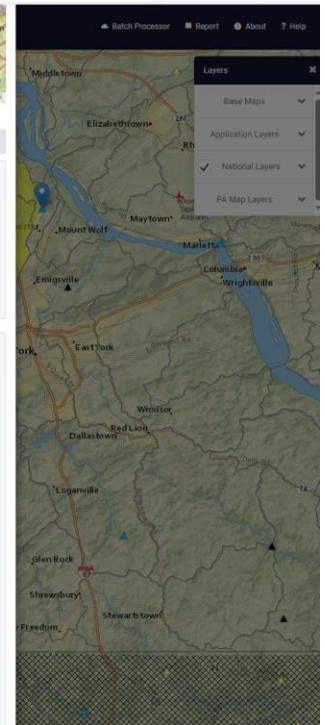 Batch Processor Report About ? Help
Layers
Base Maps
Application Layers
National Layers
PA Map Layers
Middletown
Elizabethtown
Maytown
Mount Wolf
Marietta
30
Columbia
Wrightsville
Emigsville
East York
Windsor
Red Lion
Dallastown
Loganville
Glen Rock
Shrewsbury
Stewartstown
Freedom